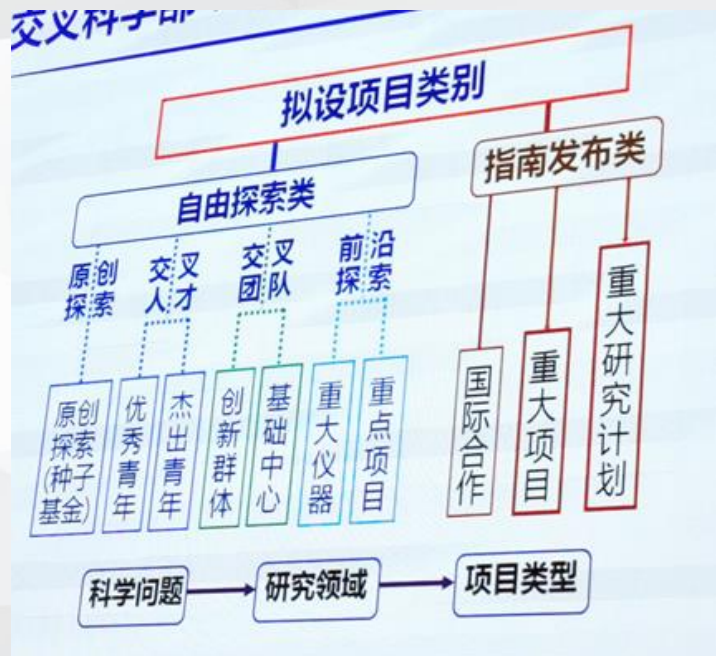 交叉科学部
拟设项目类别
自由探索类
指南发布类
原创
探索
交叉
人才
交叉
团队
前沿
探索
原创
探索
(种子
基金)
优秀青年
杰出青年
创新群体
基础中心
重大仪器
重点项目
国际合作
重大项目
重大研究计划
科学问题
研究领域
项目类型